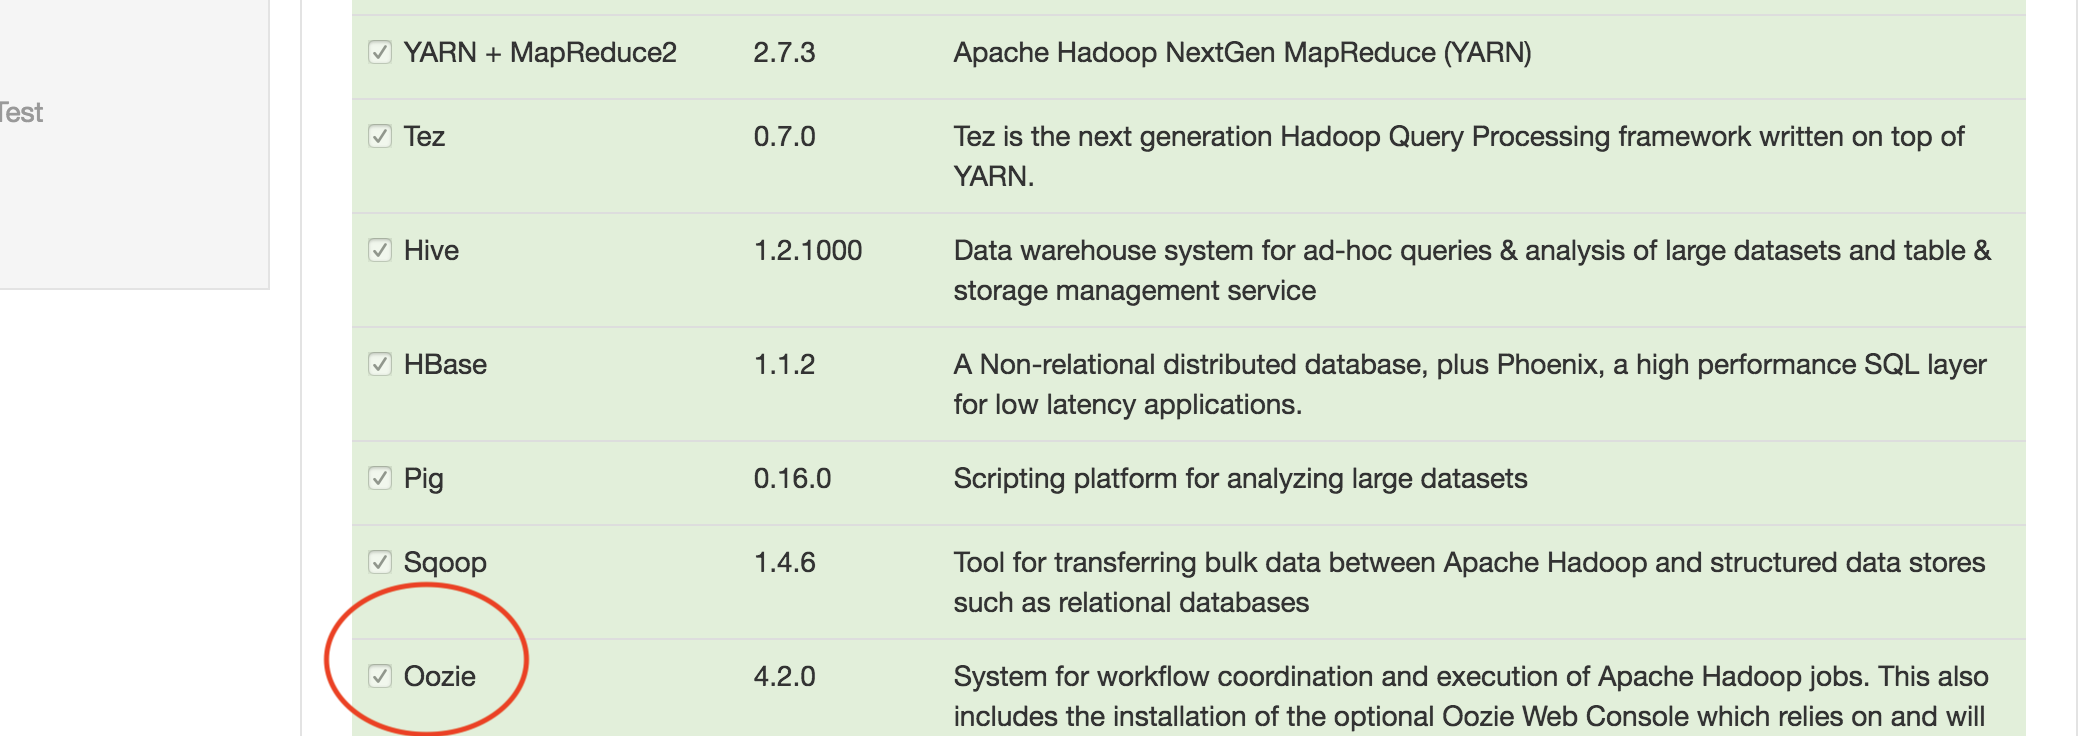 Test
YARN + MapReduce2 2.7.3 Apache Hadoop NextGen MapReduce (YARN)
Tez 0.7.0 Tez is the next generation Hadoop Query Processing framework written on top of
YARN.
Hive 1.2.1000 Data warehouse system for ad-hoc queries & analysis of large datasets and table &
storage management service
HBase 1.1.2 A Non-relational distributed database, plus Phoenix, a high performance SQL layer
for low latency applications.
Pig 0.16.0 Scripting platform for analyzing large datasets
Sqoop 1.4.6 Tool for transferring bulk data between Apache Hadoop and structured data stores
such as relational databases
Oozie 4.2.0 System for workflow coordination and execution of Apache Hadoop jobs. This also
includes the installation of the optional Oozie Web Console which relies on and will